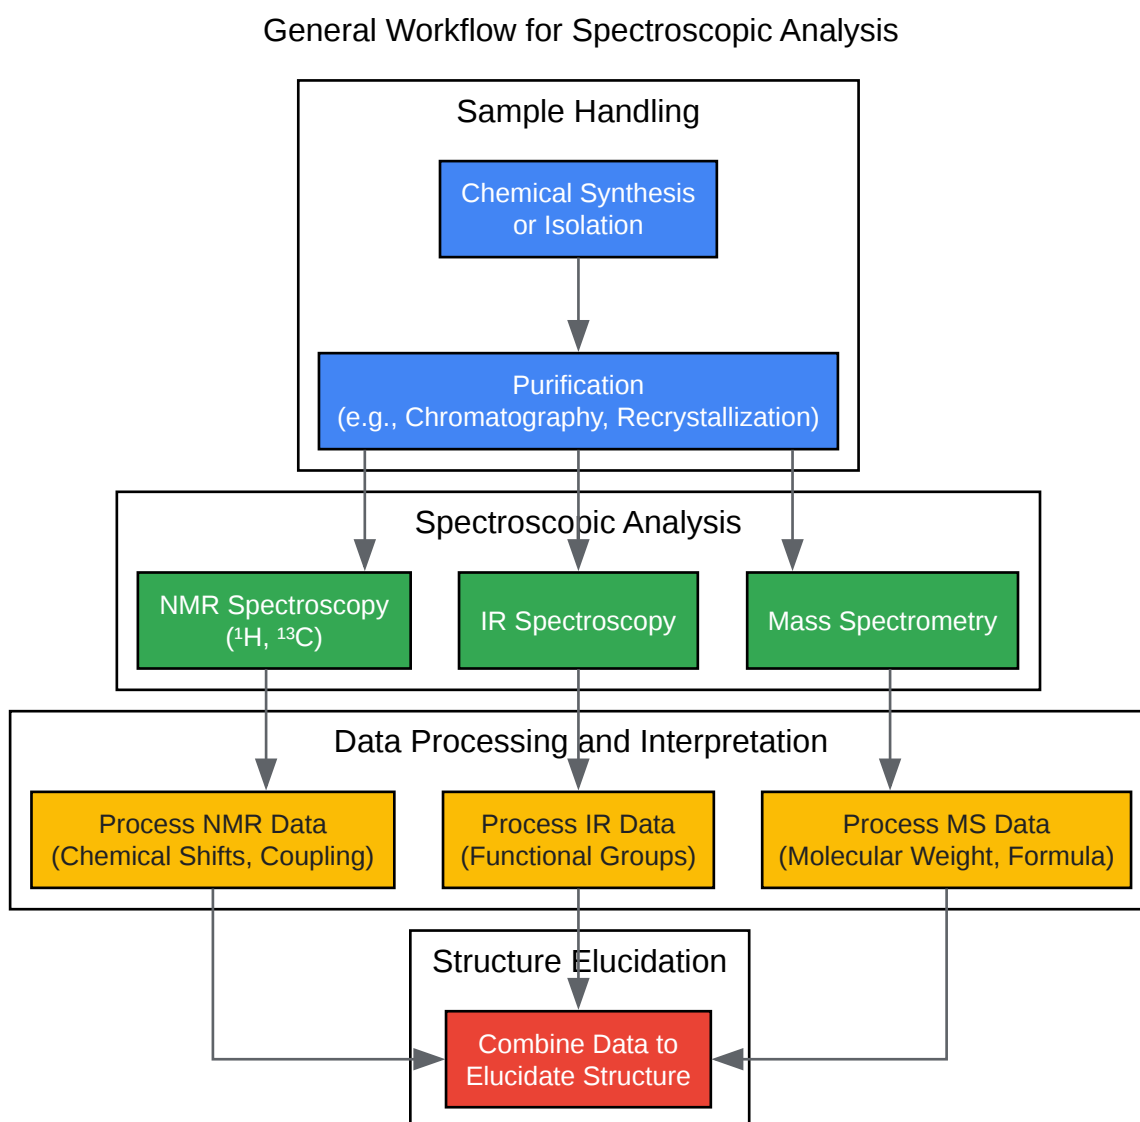 General Workflow for Spectroscopic Analysis
Sample Handling
Chemical Synthesis
or Isolation
Purification
(e.g., Chromatography, Recrystallization)
Spectroscopic Analysis
NMR Spectroscopy
(¹H, ¹³C)
IR Spectroscopy
Mass Spectrometry
Data Processing and Interpretation
Process NMR Data
(Chemical Shifts, Coupling)
Process IR Data
(Functional Groups)
Process MS Data
(Molecular Weight, Formula)
Structure Elucidation
Combine Data to
Elucidate Structure